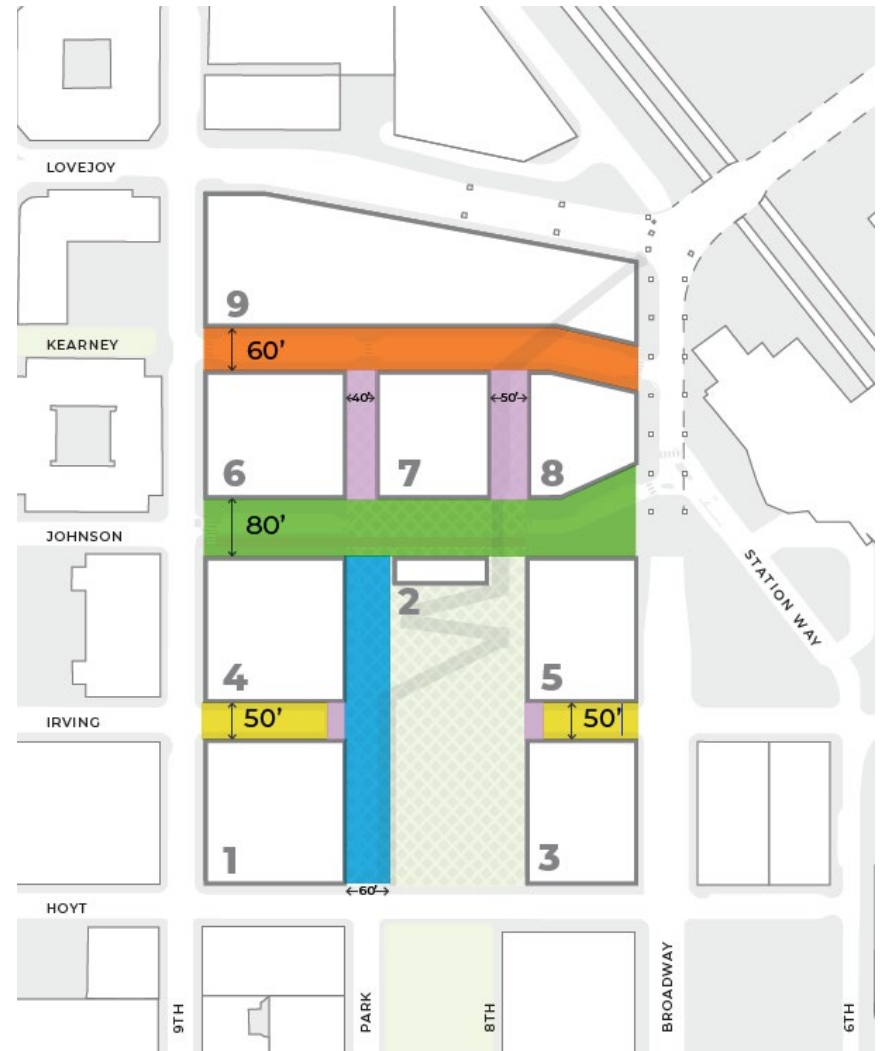 LOVEJOY
9
KEARNEY
60'
40'
50'
6
7
8
80'
JOHNSON
STATION WAY
2
4
5
IRVING
50'
50'
1
3
60'
HOYT
9TH
PARK
8TH
BROADWAY
6TH